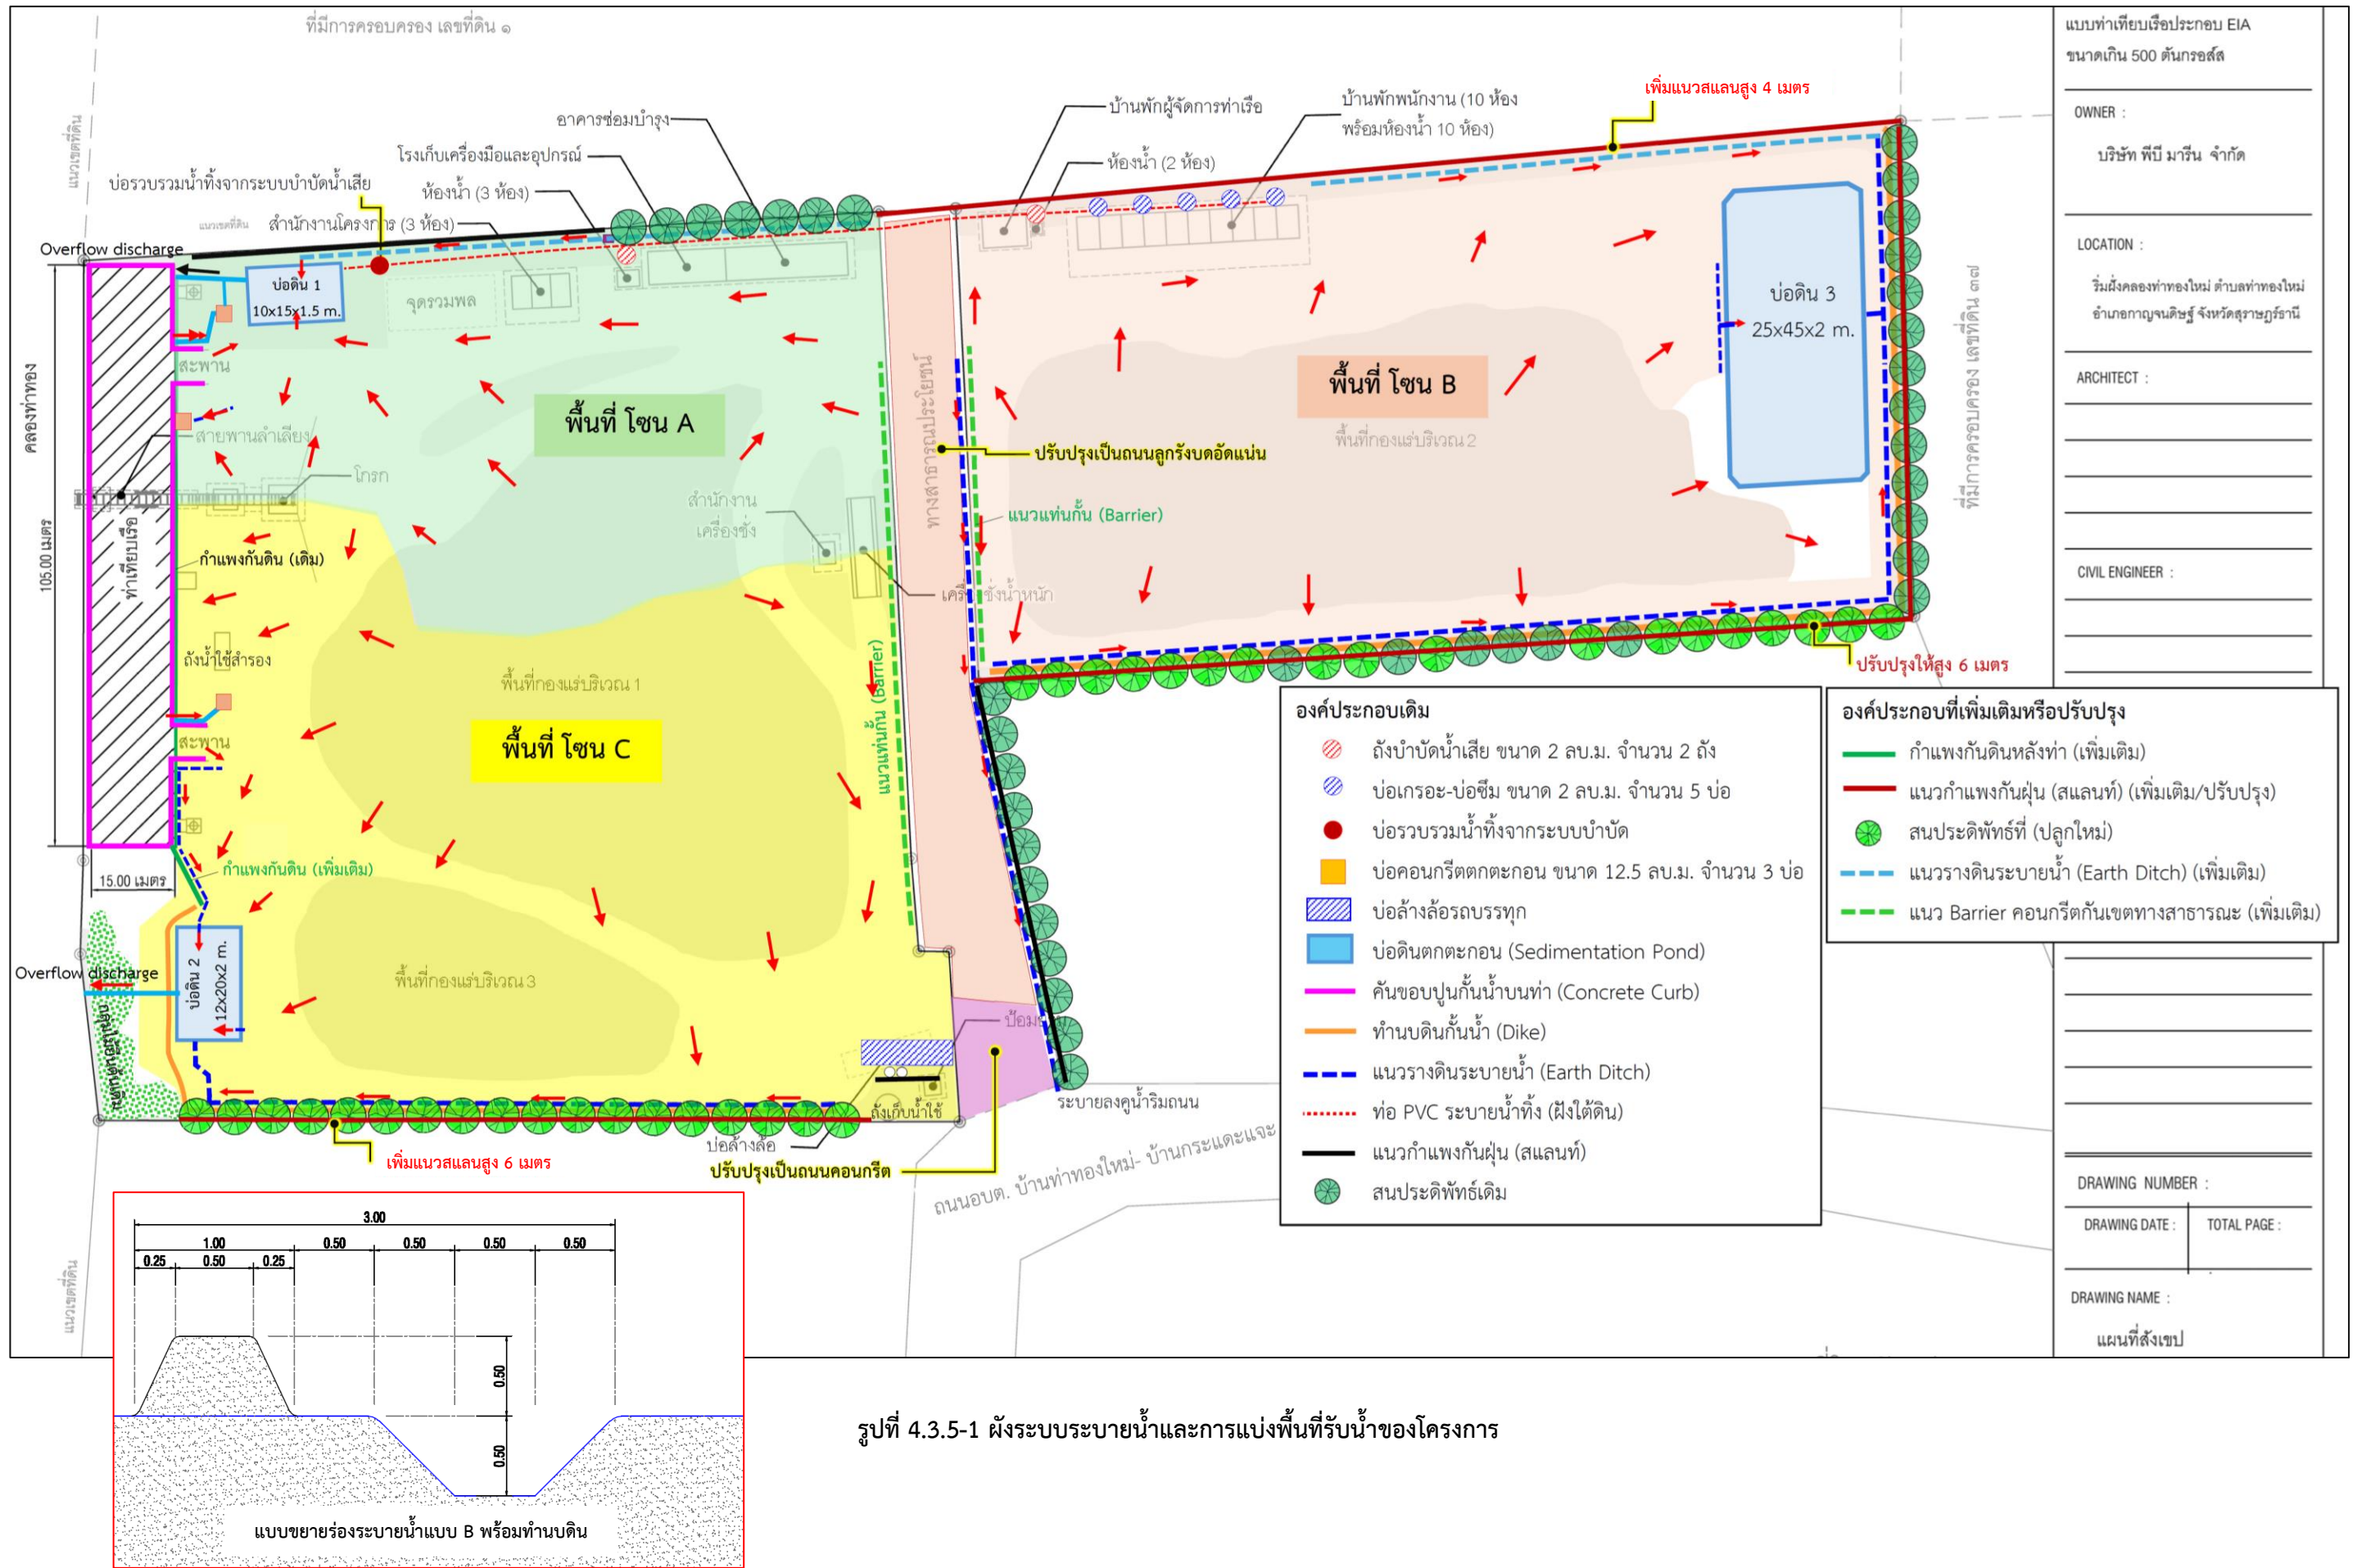 ที่มีการครอบครอง เลขที่ดิน ๑
แบบท่าเทียบเรือประกอบ EIA
ขนาดเกิน 500 ตันกรอส์ส
OWNER :
บริษัท พีบี มารีน จำกัด
LOCATION :
ริมฝั่งคลองท่าทองใหม่ ตำบลท่าทองใหม่
อำเภอกาญจนดิษฐ์ จังหวัดสุราษฎร์ธานี
ARCHITECT :
CIVIL ENGINEER :
DRAWING NUMBER :
DRAWING DATE :
TOTAL PAGE :
DRAWING NAME :
แผนที่สังเขป
แนวเขตที่ดิน
แนวเขตที่ดิน
อาคารซ่อมบำรุง
โรงเก็บเครื่องมือและอุปกรณ์
บ่อรวบรวมน้ำทิ้งจากระบบบำบัดน้ำเสีย
ห้องน้ำ (3 ห้อง)
สำนักงานโครงการ (3 ห้อง)
บ้านพักผู้จัดการท่าเรือ
ห้องน้ำ (2 ห้อง)
บ้านพักพนักงาน (10 ห้อง
พร้อมห้องน้ำ 10 ห้อง)
เพิ่มแนวสแลนสูง 4 เมตร
Overflow discharge
บ่อดิน 1
10x15x1.5 m.
จุดรวมพล
สะพาน
คลองท่าทอง
สายพานลำเลียง
โกรก
105.00 เมตร
ท่าเทียบเรือ
กำแพงกันดิน (เดิม)
พื้นที่ โซน A
สำนักงาน
เครื่องชั่ง
ทางสาธารณประโยชน์
ปรับปรุงเป็นถนนลูกรังบดอัดแน่น
แนวแท่นกั้น (Barrier)
พื้นที่ โซน B
พื้นที่กองแร่บริเวณ 2
บ่อดิน 3
25x45x2 m.
ที่มีการครอบครอง เลขที่ดิน ๓๗
ปรับปรุงให้สูง 6 เมตร
ถังน้ำใช้สำรอง
พื้นที่กองแร่บริเวณ 1
พื้นที่ โซน C
แนวแท่นกั้น (Barrier)
สะพาน
15.00 เมตร
กำแพงกันดิน (เพิ่มเติม)
บ่อดิน 2
12x20x2 m.
Overflow discharge
พื้นที่กองแร่บริเวณ 3
ถังเก็บน้ำใช้
บ่อล้างล้อ
เพิ่มแนวสแลนสูง 6 เมตร
ปรับปรุงเป็นถนนคอนกรีต
ระบายลงคูน้ำริมถนน
ถนนอบต. บ้านท่าทองใหม่- บ้านกระแดะแจะ
แนวเขตที่ดิน
องค์ประกอบเดิม
ถังบำบัดน้ำเสีย ขนาด 2 ลบ.ม. จำนวน 2 ถัง
บ่อเกรอะ-บ่อซึม ขนาด 2 ลบ.ม. จำนวน 5 บ่อ
บ่อรวบรวมน้ำทิ้งจากระบบบำบัด
บ่อคอนกรีตตกตะกอน ขนาด 12.5 ลบ.ม. จำนวน 3 บ่อ
บ่อล้างล้อรถบรรทุก
บ่อดินตกตะกอน (Sedimentation Pond)
คันขอบปูนกั้นน้ำบนท่า (Concrete Curb)
ทำนบดินกั้นน้ำ (Dike)
แนวรางดินระบายน้ำ (Earth Ditch)
ท่อ PVC ระบายน้ำทิ้ง (ฝังใต้ดิน)
แนวกำแพงกันฝุ่น (สแลนท์)
สนประดิพัทธ์เดิม
องค์ประกอบที่เพิ่มเติมหรือปรับปรุง
กำแพงกันดินหลังท่า (เพิ่มเติม)
แนวกำแพงกันฝุ่น (สแลนท์) (เพิ่มเติม/ปรับปรุง)
สนประดิพัทธ์ที่ (ปลูกใหม่)
แนวรางดินระบายน้ำ (Earth Ditch) (เพิ่มเติม)
แนว Barrier คอนกรีตกันเขตทางสาธารณะ (เพิ่มเติม)
3.00
1.00 0.50 0.50 0.50 0.50
0.25 0.50 0.25
0.50
0.50
แบบขยายร่องระบายน้ำแบบ B พร้อมทำนบดิน
รูปที่ 4.3.5-1 ผังระบบระบายน้ำและการแบ่งพื้นที่รับน้ำของโครงการ